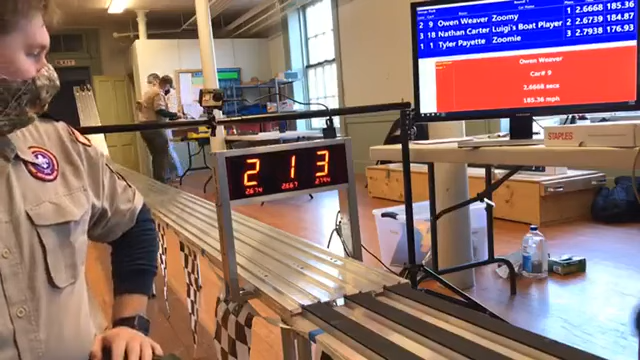 2 9 Owen Weaver Zoomy 1 2.6668 185.36
3 18 Nathan Carter Luigi's Boat Player 2 2.6739 184.87
1 1 Tyler Payette Zoomie 3 2.7938 176.93
Owen Weaver
Car# 9
2.6668 secs
185.36 mph
STAPLES
2 1 3
2.674 2.667 2.794